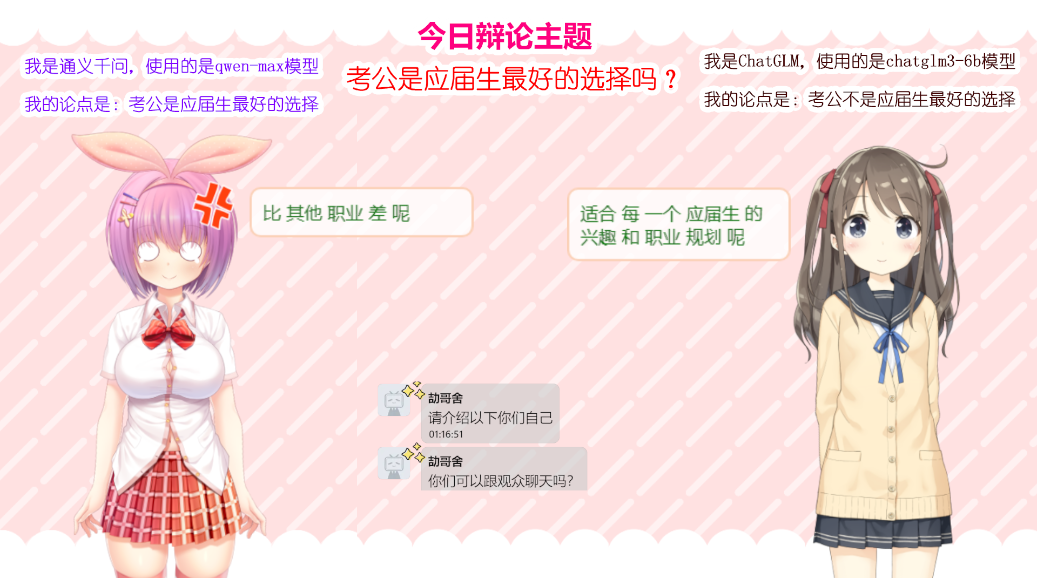 今日辩论主题
考公是应届生最好的选择吗？
我是通义千问，使用的是qwen-max模型
我的论点是：考公是应届生最好的选择
我是ChatGLM，使用的是chatglm3-6b模型
我的论点是：考公不是应届生最好的选择
比 其他 职业 差 呢
适合 每 一个 应届生 的
兴趣 和 职业 规划 呢
劼哥舍
请介绍以下你们自己
01:16:51
劼哥舍
你们可以跟观众聊天吗?